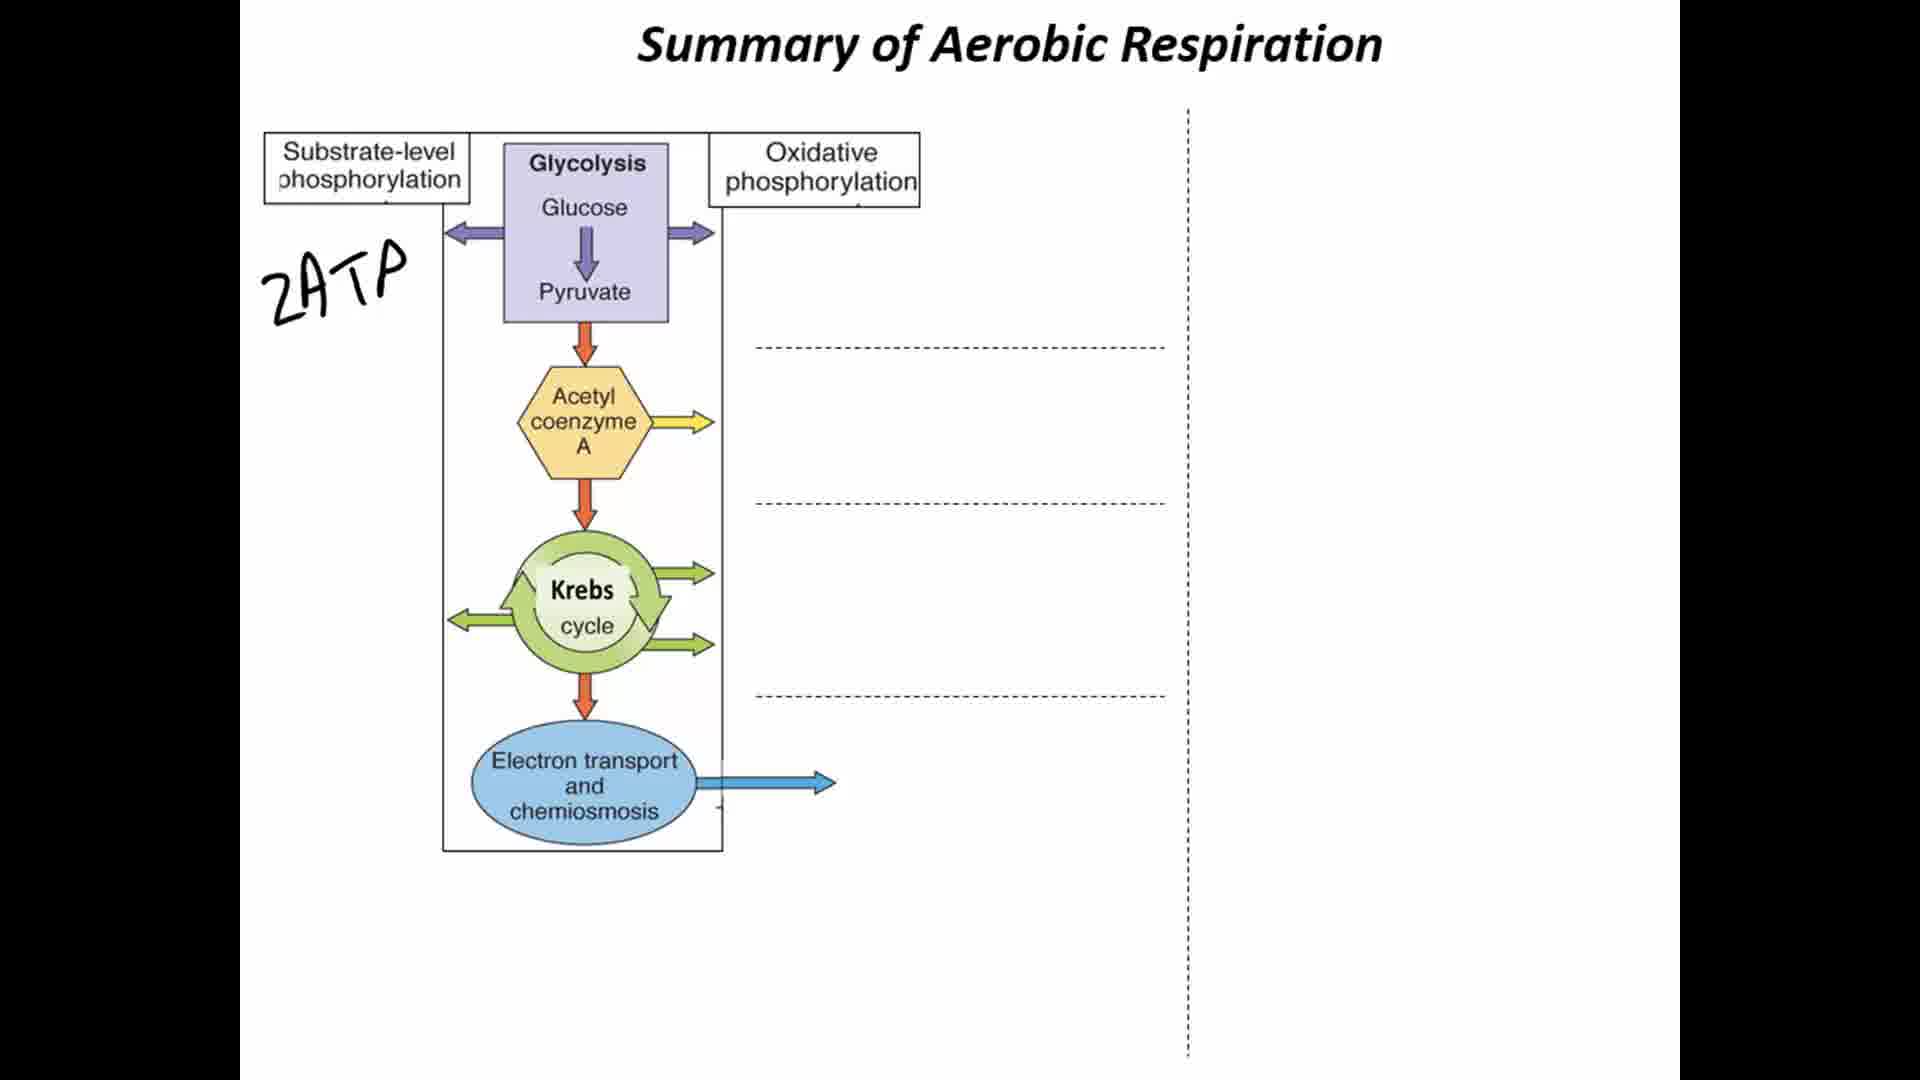 Summary of Aerobic Respiration
Substrate-level
phosphorylation
Glycolysis
Glucose
Pyruvate
Oxidative
phosphorylation
2ATP
Acetyl
coenzyme
A
Krebs
cycle
Electron transport
and
chemiosmosis